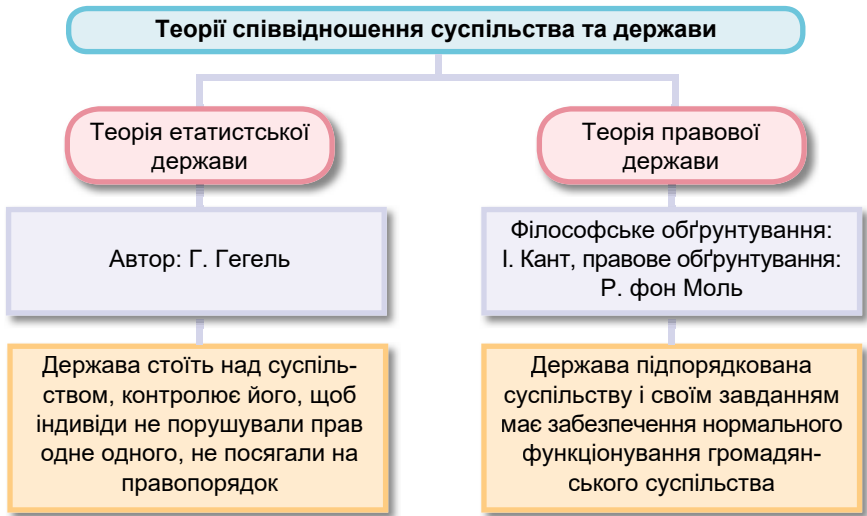 Теорії співвідношення суспільства та держави
Теорія етатистської
держави
Автор: Г. Гегель
Держава стоїть над суспіль-
ством, контролює його, щоб
індивіди не порушували прав
одне одного, не посягали на
правопорядок
Теорія правової
держави
Філософське обґрунтування:
І. Кант, правове обґрунтування:
Р. фон Моль
Держава підпорядкована
суспільству і своїм завданням
має забезпечення нормального
функціонування громадян-
ського суспільства